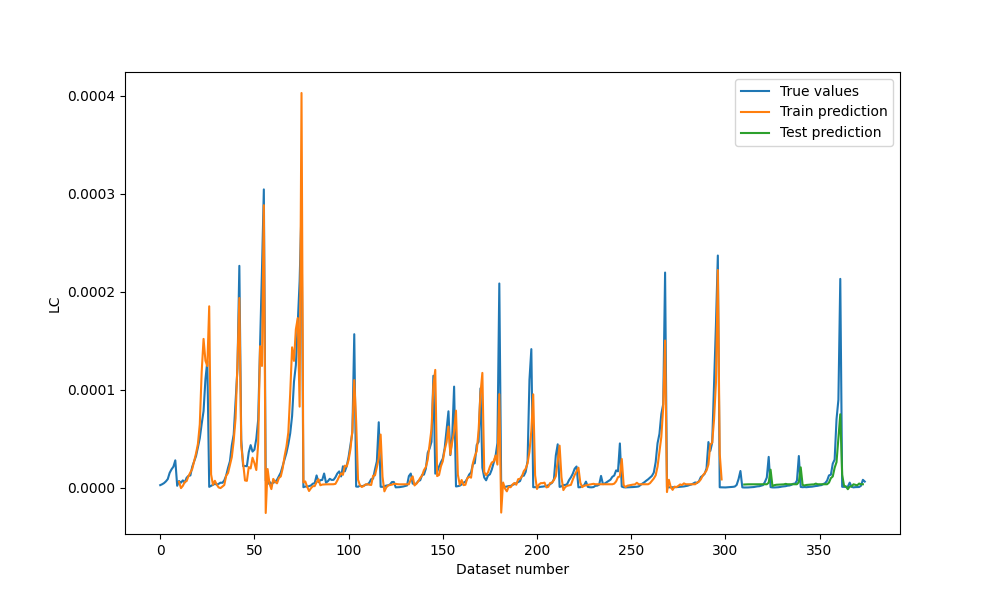 True values
Train prediction
Test prediction
LC
0.0004
0.0003
0.0002
0.0001
0.0000
0 50 100 150 200 250 300 350
Dataset number